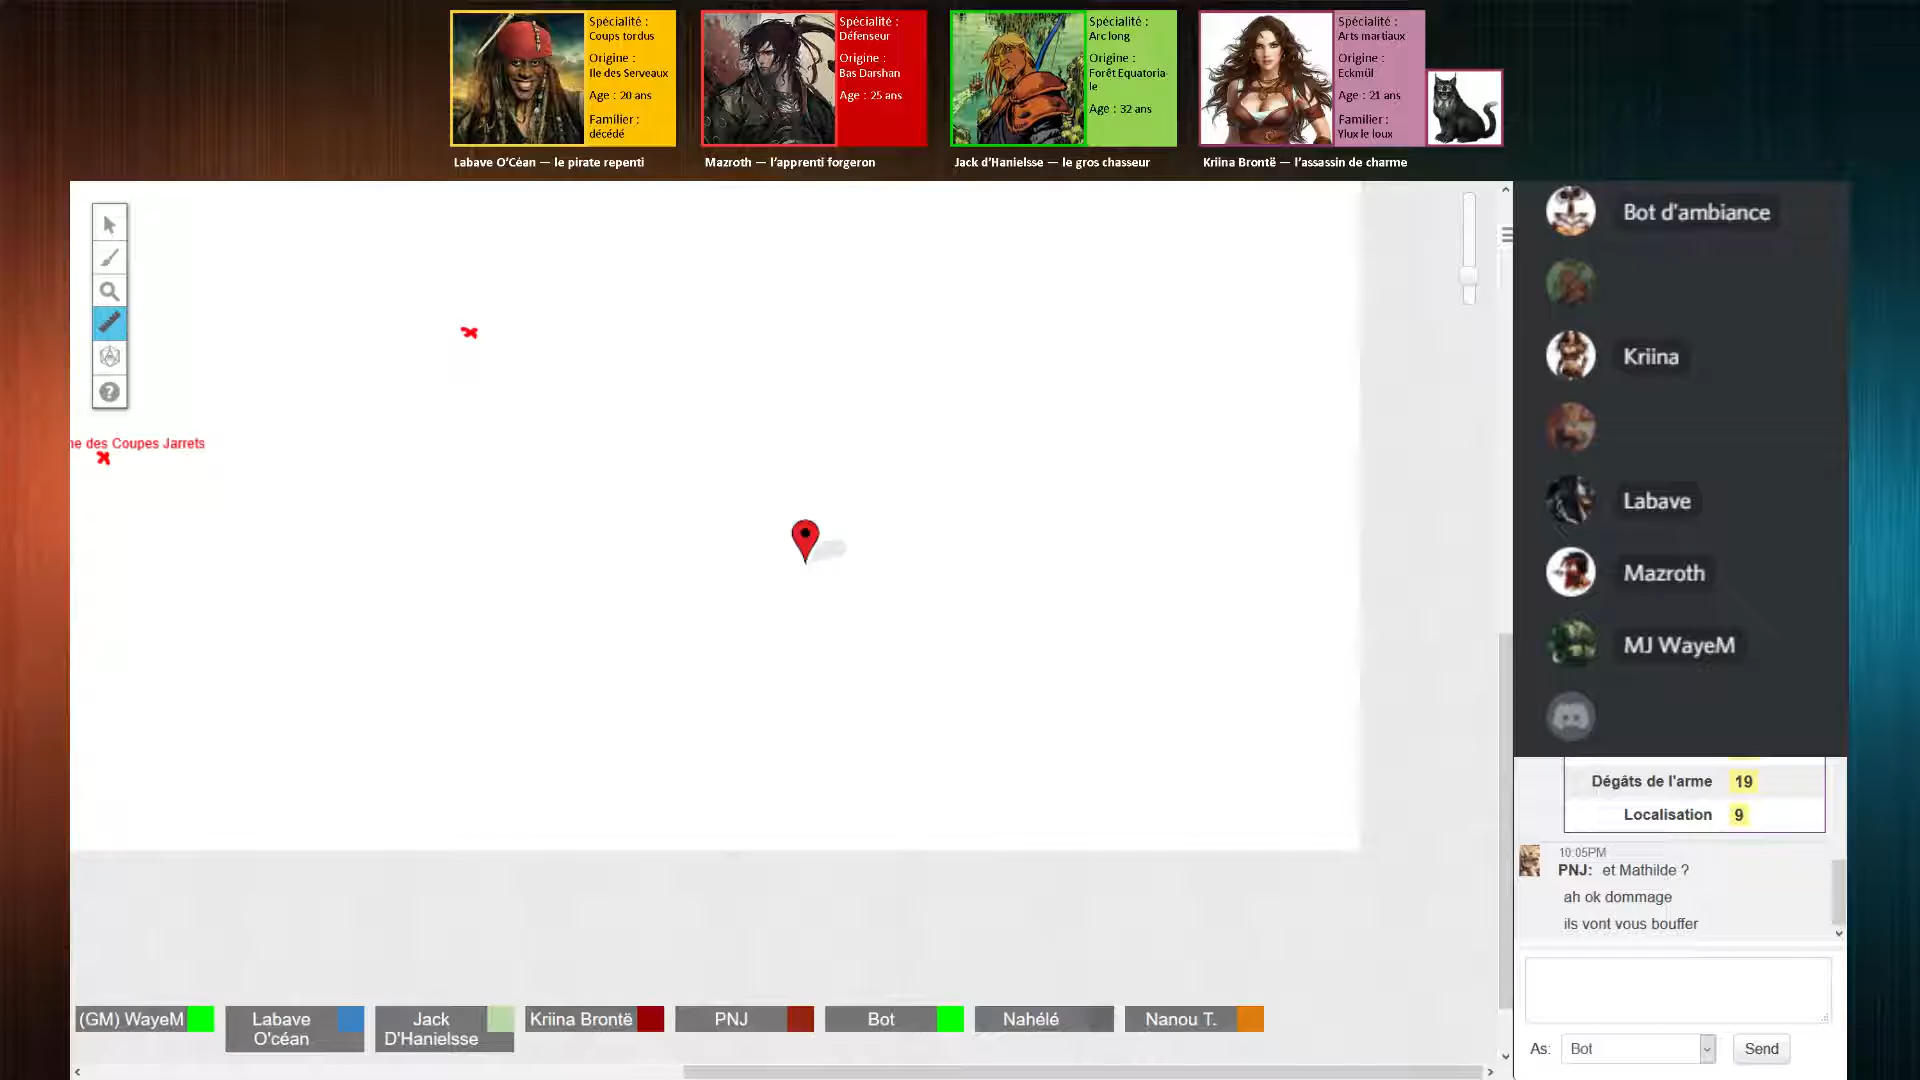 Spécialité :
Coups tordus
Origine :
Ile des Serveaux
Age : 20 ans
Familier :
décédé
Labave O'Céan — le pirate repenti
Spécialité :
Défenseur
Origine :
Bas Darshan
Age : 25 ans
Mazroth — l'apprenti forgeron
Spécialité :
Arc long
Origine :
Forêt Equatoria-
le
Age : 32 ans
Jack d'Hanielsse — le gros chasseur
Spécialité :
Arts martiaux
Origine :
Eckmül
Age : 21 ans
Familier :
Ylux le loux
Kriina Brontë — l'assassin de charme
ne des Coupes Jarrets
Bot d'ambiance
Kriina
Labave
Mazroth
MJ WayeM
Dégâts de l'arme 19
Localisation 9
10:05PM
PNJ: et Mathilde ?
ah ok dommage
ils vont vous bouffer
As: Bot Send
(GM) WayeM
Labave
O'céan
Jack
D'Hanielsse
Kriina Brontë
PNJ
Bot
Nahélé
Nanou T.